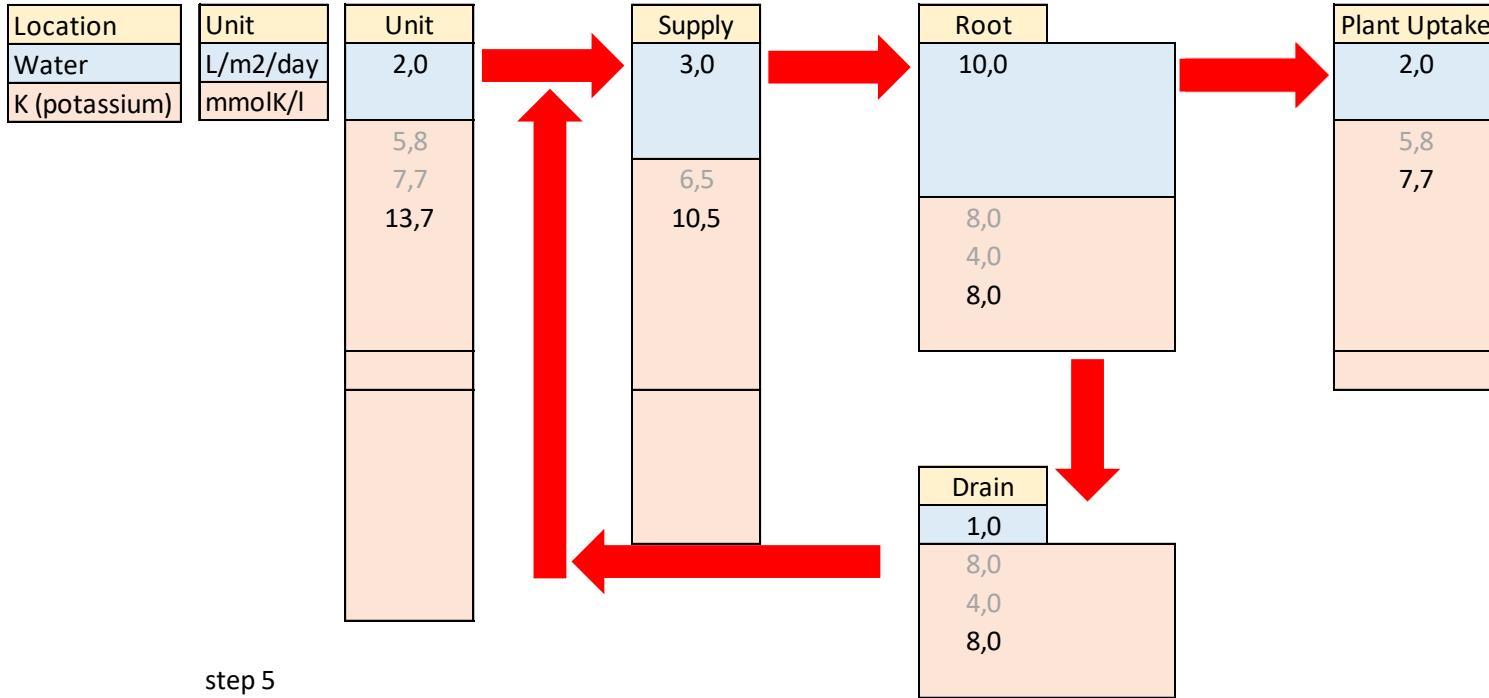 Location Unit Unit Supply Root Plant Uptake
Water L/m2/day 2,0 3,0 10,0 2,0
K (potassium) mmolK/l
5,8 5,8
7,7 6,5 7,7
13,7 10,5 8,0
4,0
8,0
Drain
1,0
8,0
4,0
8,0
step 5